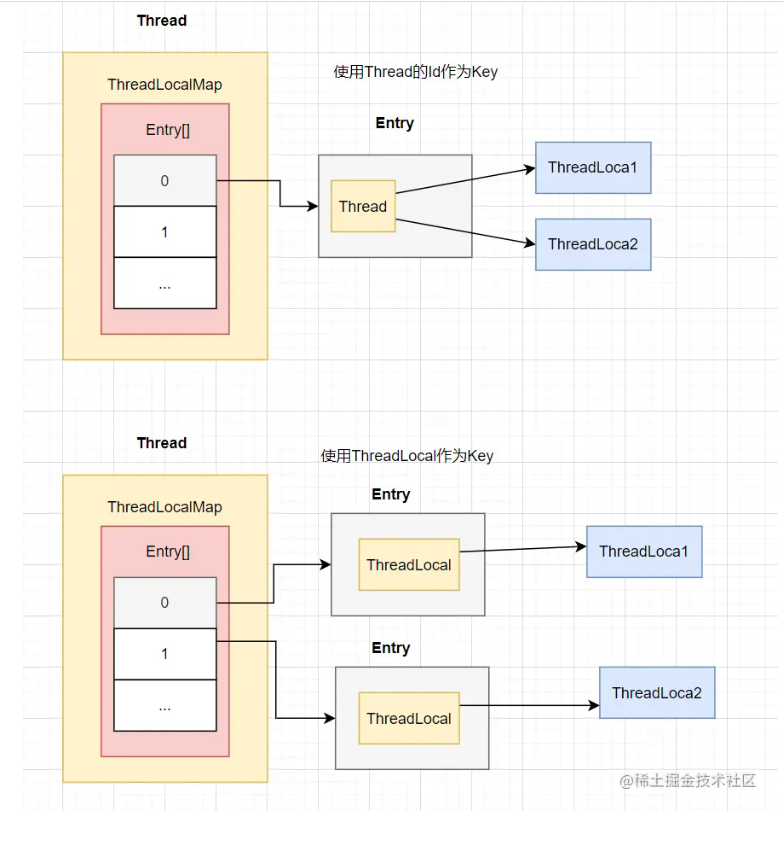 Thread
使用Thread的Id作为Key
ThreadLocalMap
Entry
Entry[]
ThreadLoca1
0
Thread
1
ThreadLoca2
...
Thread
使用ThreadLocal作为Key
Entry
ThreadLocalMap
Entry[]
ThreadLoca1
ThreadLocal
0
Entry
1
ThreadLoca2
...
ThreadLocal
@稀土掘金技术社区